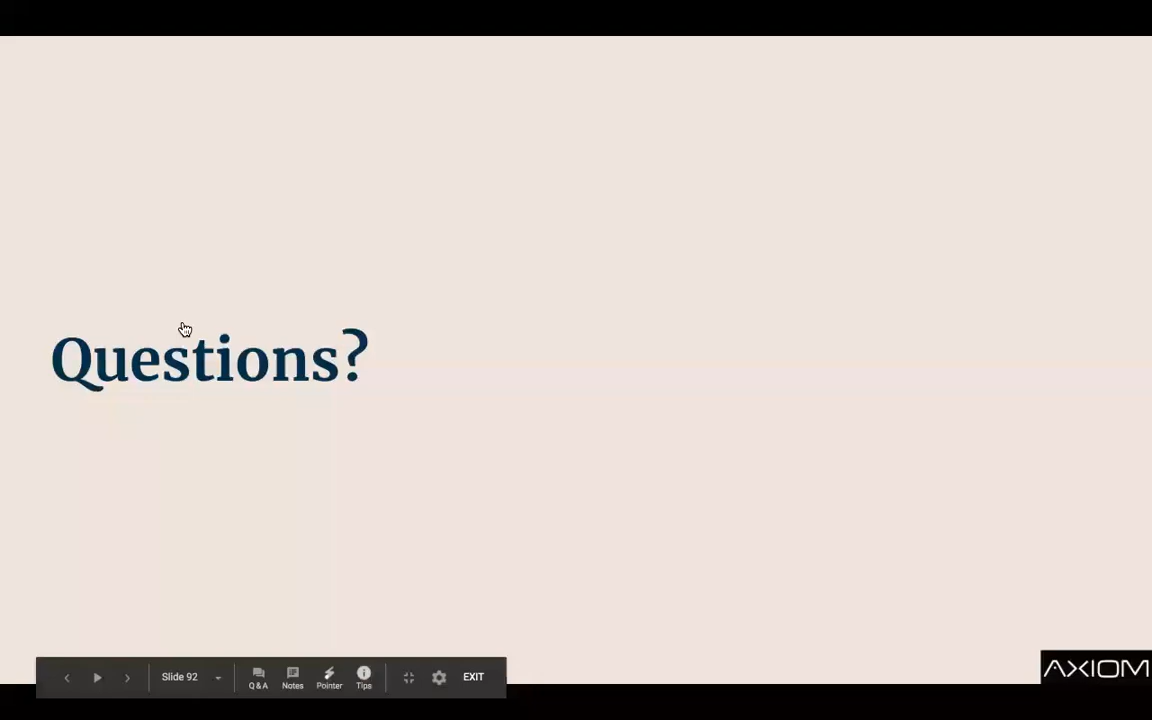 Questions?
Slide 92
Q & A
Notes
Pointer
Tips
EXIT
AXIOM